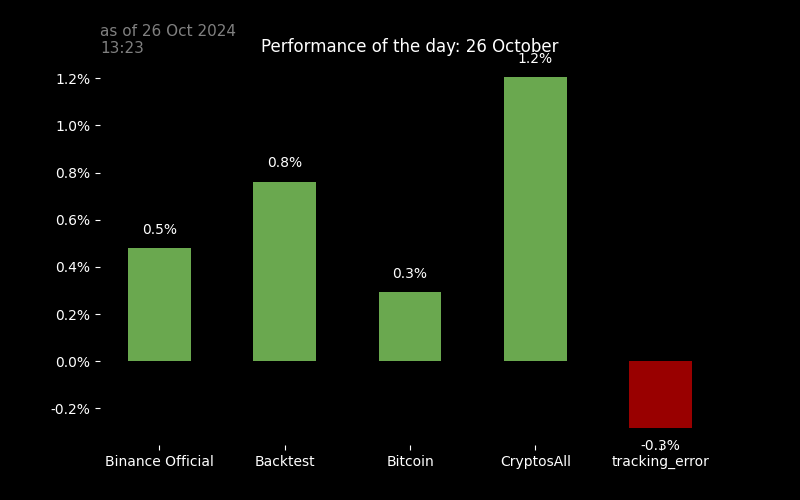 as of 26 Oct 2024
13:23
Performance of the day: 26 October
1.2%
1.2%
1.0%
0.8%
0.8%
0.6%
0.5%
0.4%
0.3%
0.2%
0.0%
-0.2%
-0.3%
Binance Official
Backtest
Bitcoin
CryptosAll
tracking_error